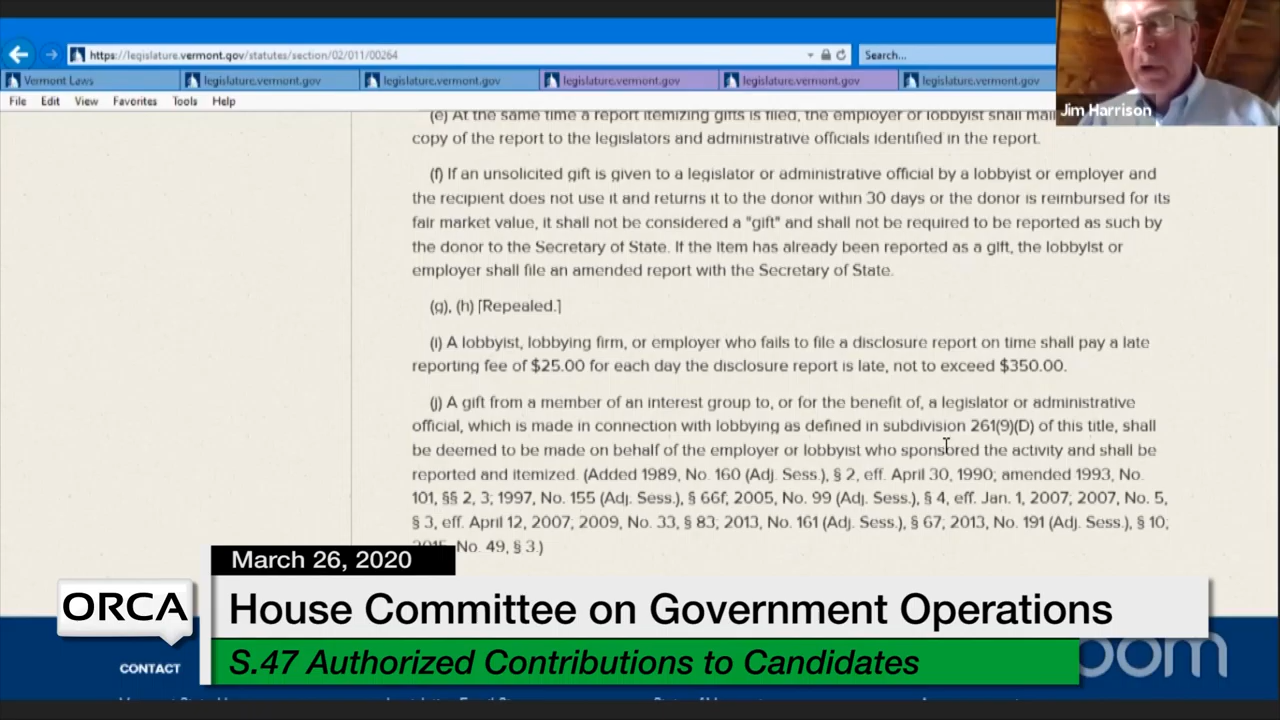 https://legislature.vermont.gov/statutes/section/02/011/00264
Search...
Vermont Laws
legislature.vermont.gov
legislature.vermont.gov
legislature.vermont.gov
legislature.vermont.gov
legislature.vermont.gov
File Edit View Favorites Tools Help
Jim Harrison
(e) At the same time a report itemizing gifts is filed, the employer or lobbyist shall mail
copy of the report to the legislators and administrative officials identified in the report.
(f) If an unsolicited gift is given to a legislator or administrative official by a lobbyist or employer and
the recipient does not use it and returns it to the donor within 30 days or the donor is reimbursed for its
fair market value, it shall not be considered a "gift" and shall not be required to be reported as such by
the donor to the Secretary of State. If the item has already been reported as a gift, the lobbyist or
employer shall file an amended report with the Secretary of State.
(g), (h) [Repealed.]
(i) A lobbyist, lobbying firm, or employer who fails to file a disclosure report on time shall pay a late
reporting fee of $25.00 for each day the disclosure report is late, not to exceed $350.00.
(j) A gift from a member of an interest group to, or for the benefit of, a legislator or administrative
official, which is made in connection with lobbying as defined in subdivision 261(9)(D) of this title, shall
be deemed to be made on behalf of the employer or lobbyist who sponsored the activity and shall be
reported and itemized. (Added 1989, No. 160 (Adj. Sess.), § 2, eff. April 30, 1990; amended 1993, No.
101, §§ 2, 3; 1997, No. 155 (Adj. Sess.), § 66f; 2005, No. 99 (Adj. Sess.), § 4, eff. Jan. 1, 2007; 2007, No. 5,
§ 3, eff. April 12, 2007; 2009, No. 33, § 83; 2013, No. 161 (Adj. Sess.), § 67; 2013, No. 191 (Adj. Sess.), § 10;
No. 49, § 3.)
March 26, 2020
ORCA
House Committee on Government Operations
S.47 Authorized Contributions to Candidates
CONTACT